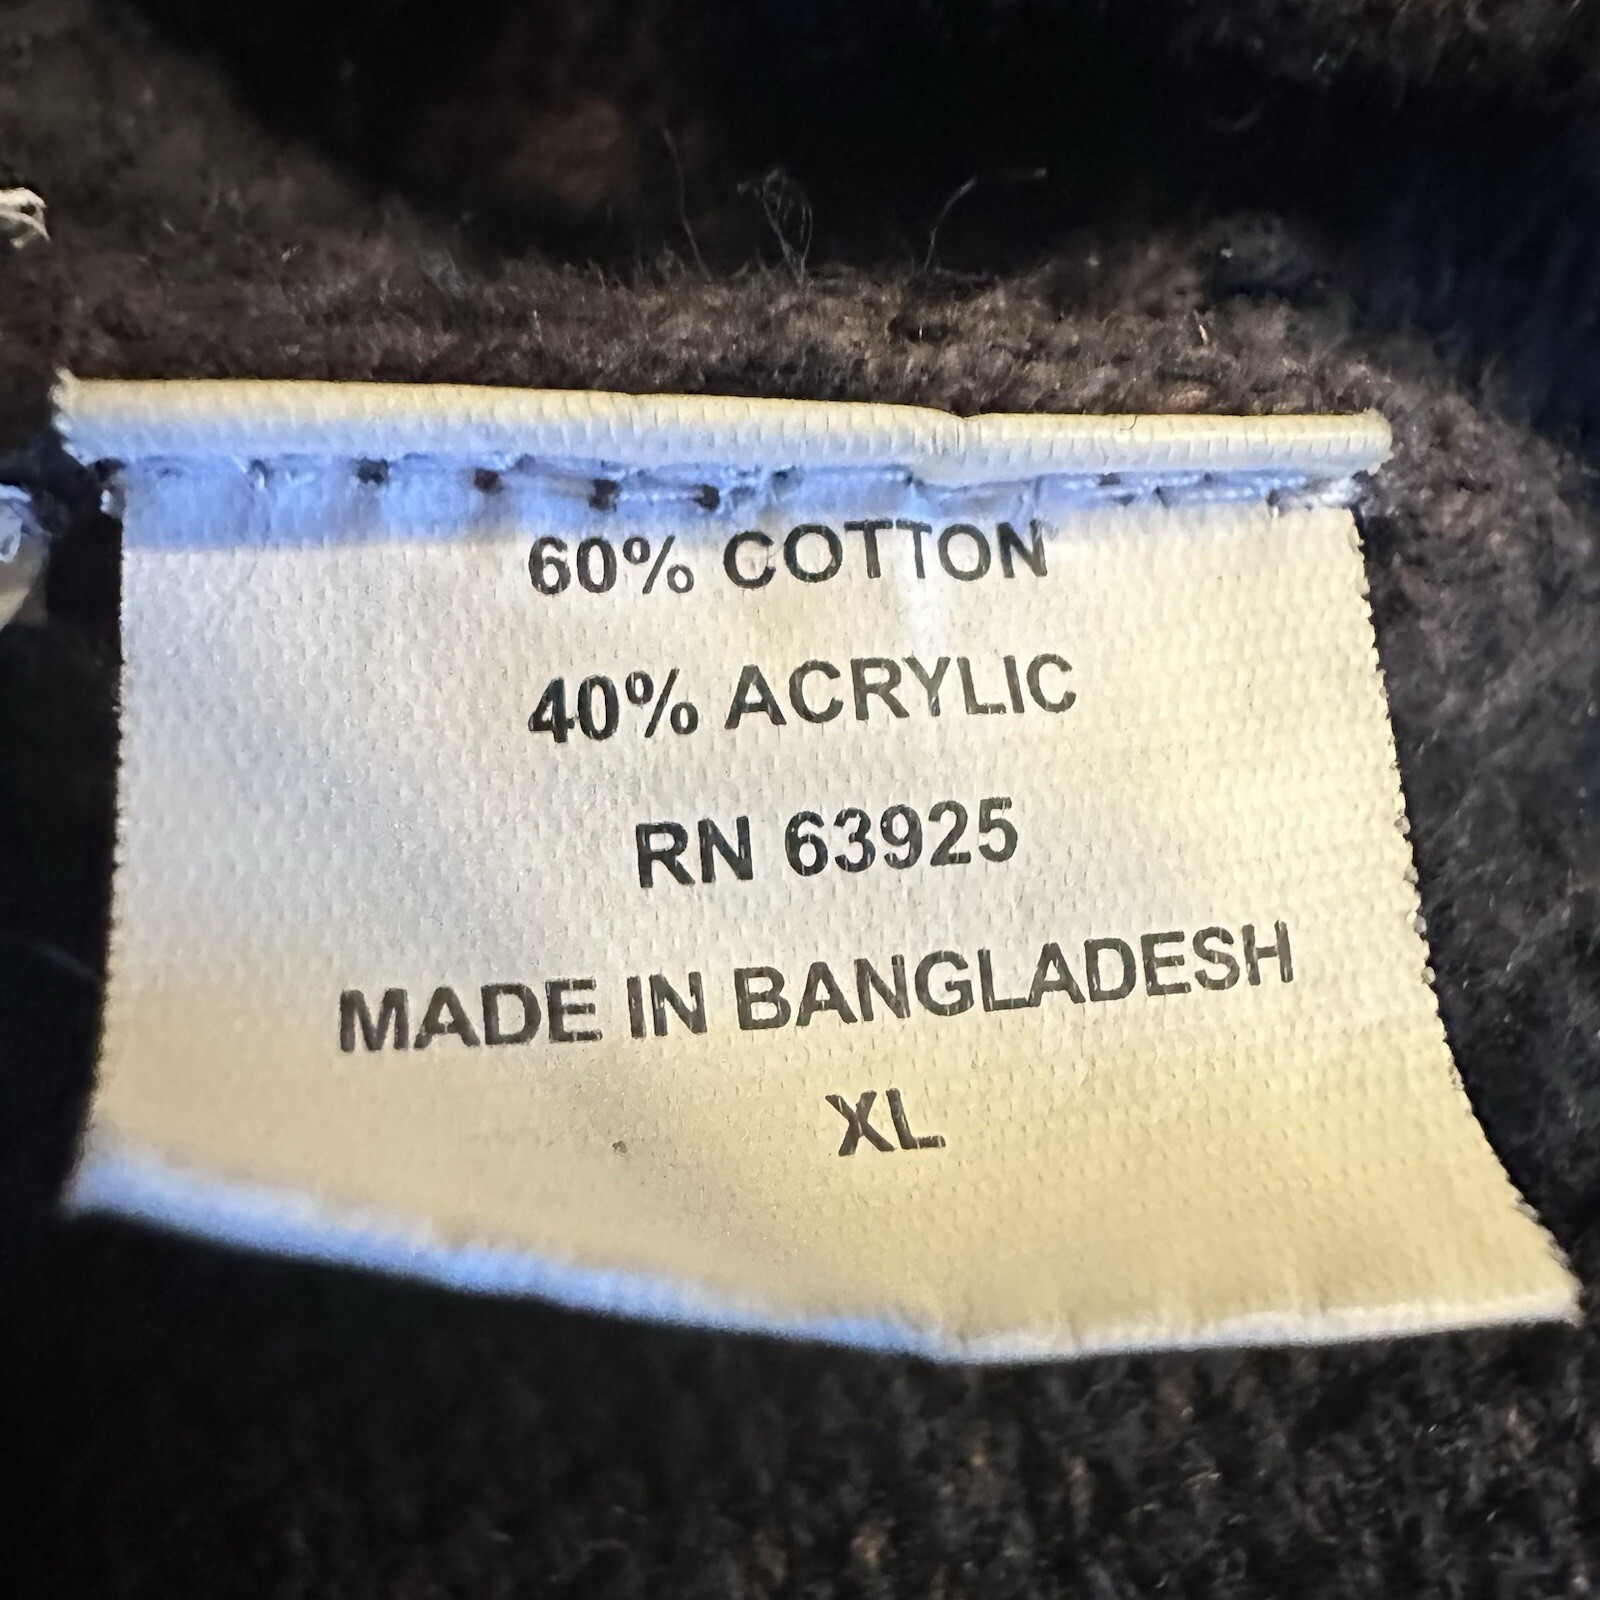 60% COTTON
40% ACRYLIC
RN 63925
MADE IN BANGLADESH
XL